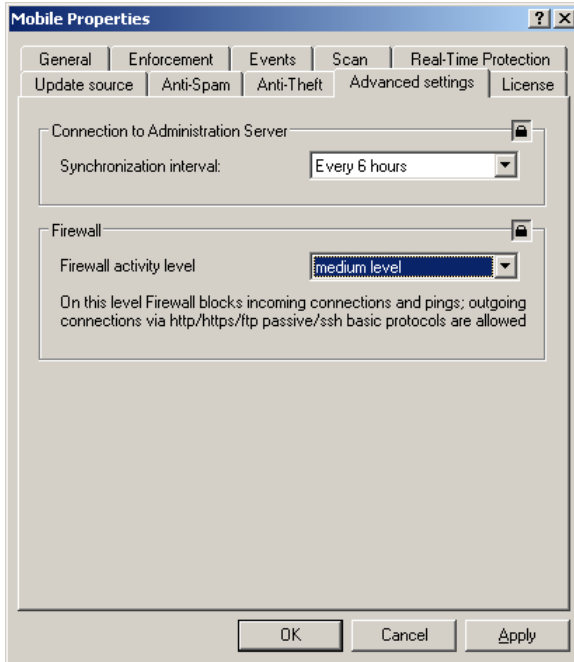 Mobile Properties
General Enforcement Events Scan Real-Time Protection
Update source Anti-Spam Anti-Theft Advanced settings License
Connection to Administration Server
Synchronization interval: Every 6 hours
Firewall
Firewall activity level medium level
On this level Firewall blocks incoming connections and pings; outgoing
connections via http/https/ftp passive/ssh basic protocols are allowed
OK Cancel Apply